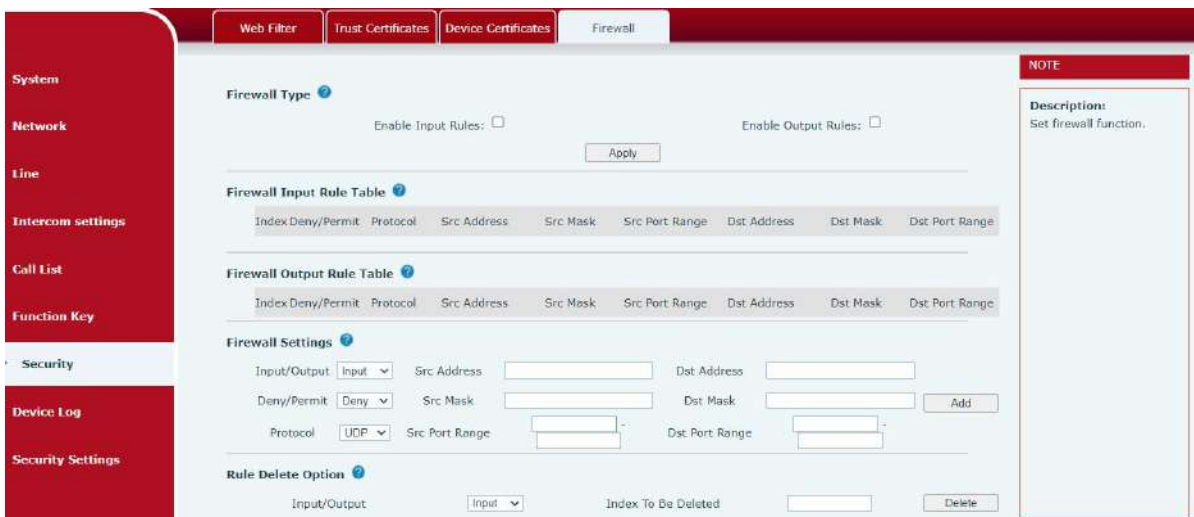 Web Filter Trust Certificates Device Certificates Firewall
System
Network
Line
Intercom settings
Call List
Function Key
Security
Device Log
Security Settings
Firewall Type
Enable Input Rules: Enable Output Rules:
Apply
Firewall Input Rule Table
Index Deny/Permit Protocol Src Address Src Mask Src Port Range Dst Address Dst Mask Dst Port Range
Firewall Output Rule Table
Index Deny/Permit Protocol Src Address Src Mask Src Port Range Dst Address Dst Mask Dst Port Range
Firewall Settings
Input/Output Input Src Address Dst Address
Deny/Permit Deny Src Mask Dst Mask Add
Protocol UDP Src Port Range - Dst Port Range -
Rule Delete Option
Input/Output Input Index To Be Deleted Delete
NOTE
Description:
Set firewall function.